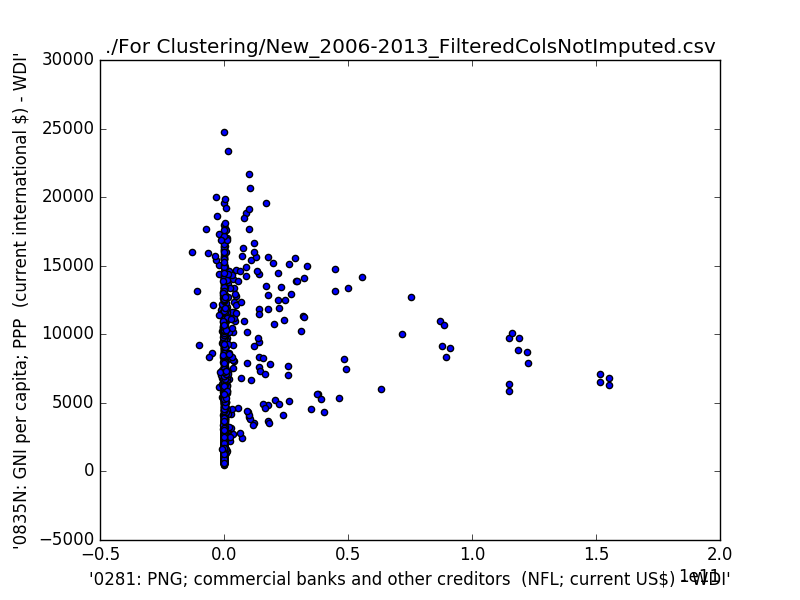 ./For Clustering/New_2006-2013_FilteredColsNotImputed.csv
30000
25000
20000
15000
10000
5000
0
−5000
'0835N: GNI per capita; PPP (current international $) - WDI'
−0.5 0.0 0.5 1.0 1.5 2.0
1e11
'0281: PNG; commercial banks and other creditors (NFL; current US$) - WDI'